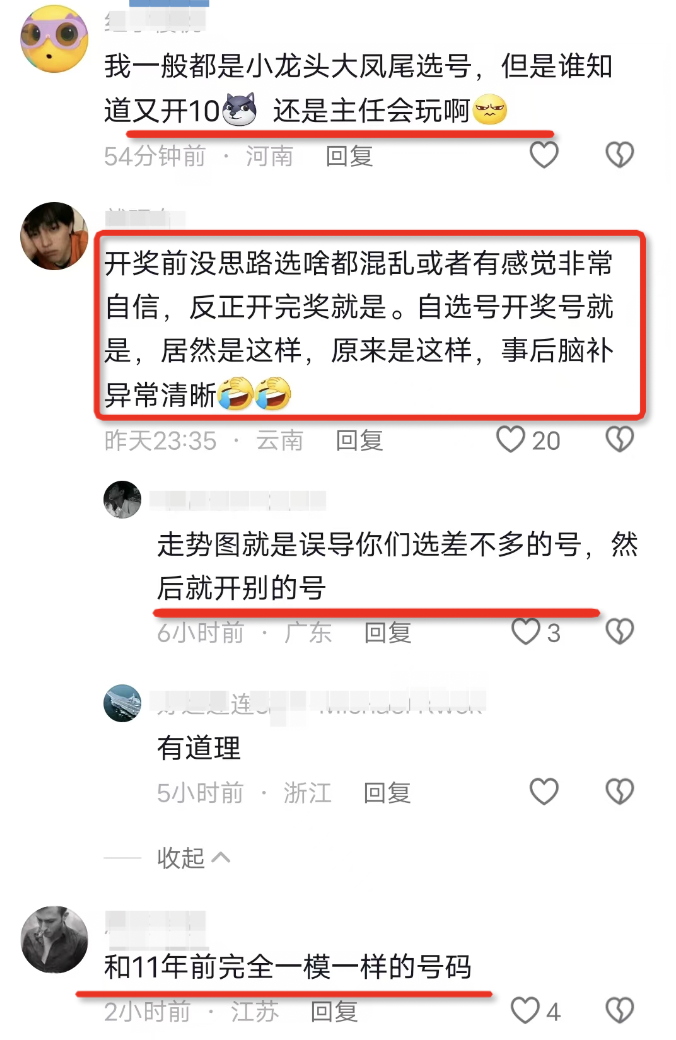 我一般都是小龙头大凤尾选号，但是谁知
道又开10 还是主任会玩啊
54分钟前 · 河南 回复
开奖前没思路选啥都混乱或者有感觉非常
自信，反正开完奖就是。自选号开奖号就
是，居然是这样，原来是这样，事后脑补
异常清晰
昨天23:35 · 云南 回复 20
走势图就是误导你们选差不多的号，然
后就开别的号
6小时前 · 广东 回复 3
有道理
5小时前 · 浙江 回复
收起
和11年前完全一模一样的号码
2小时前 · 江苏 回复 4